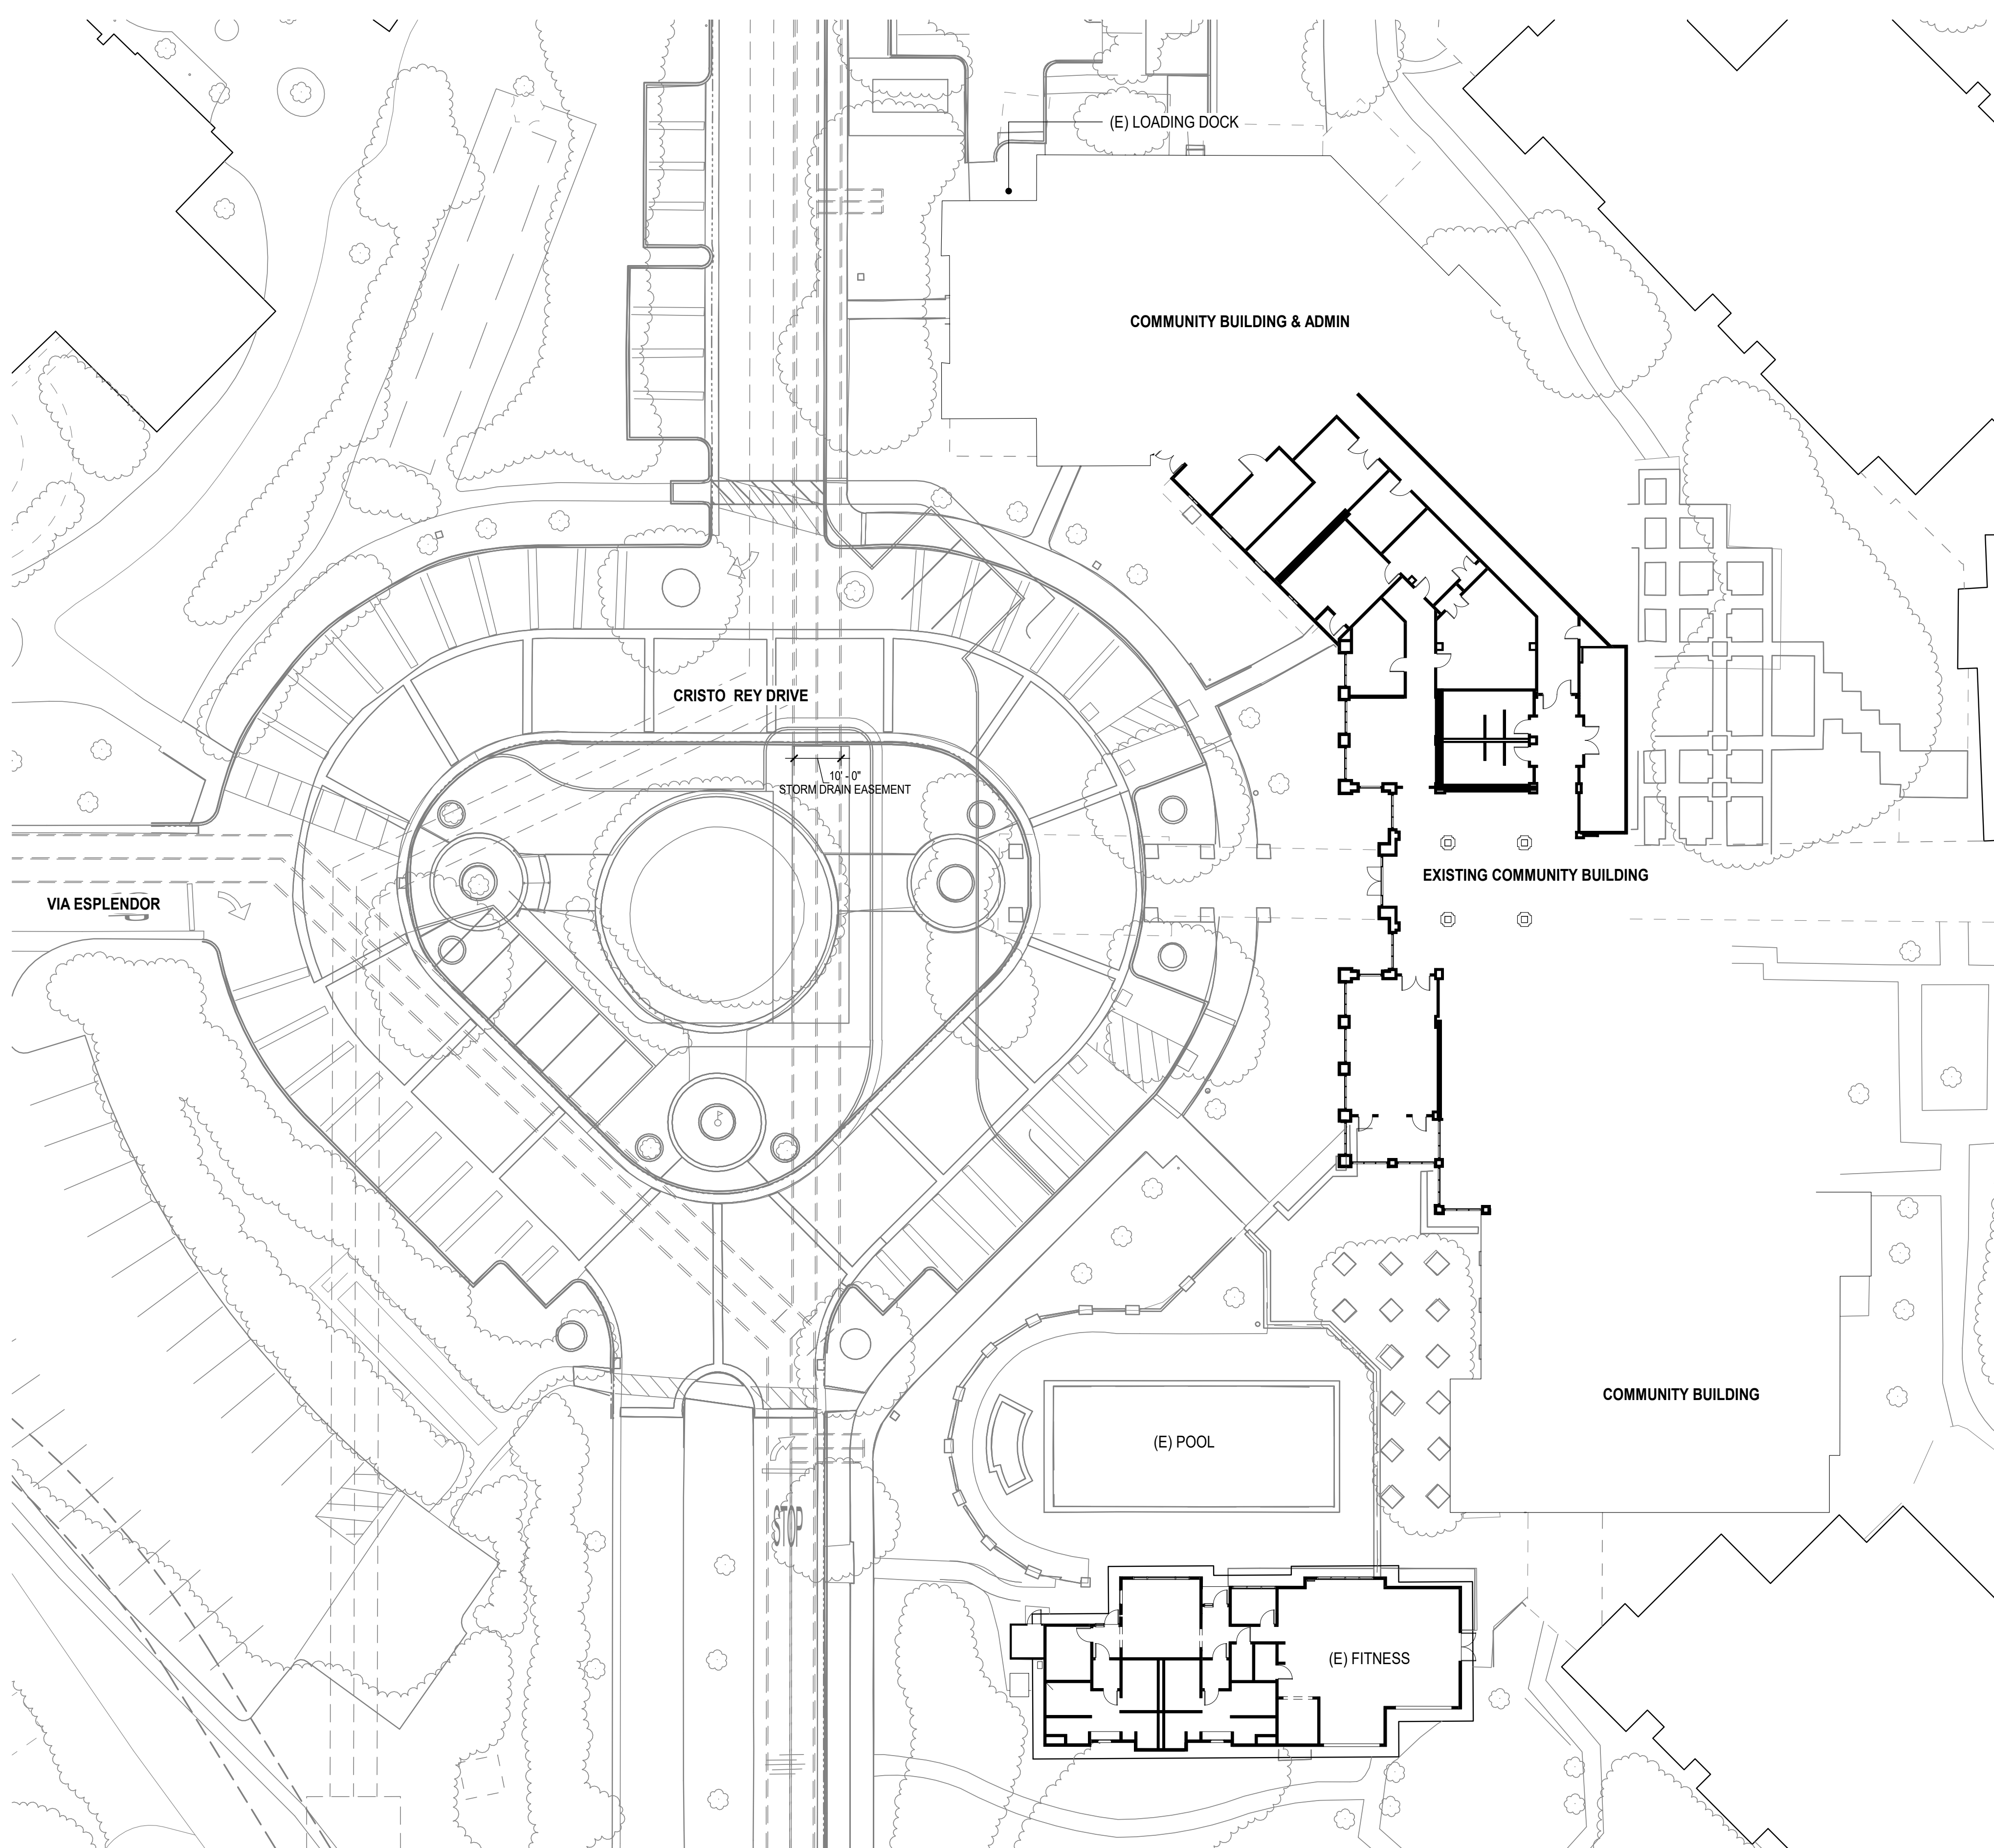 (E) LOADING DOCK
COMMUNITY BUILDING & ADMIN
CRISTO REY DRIVE
10' - 0"
STORM DRAIN EASEMENT
EXISTING COMMUNITY BUILDING
VIA ESPLENDOR
COMMUNITY BUILDING
(E) POOL
STOP
(E) FITNESS